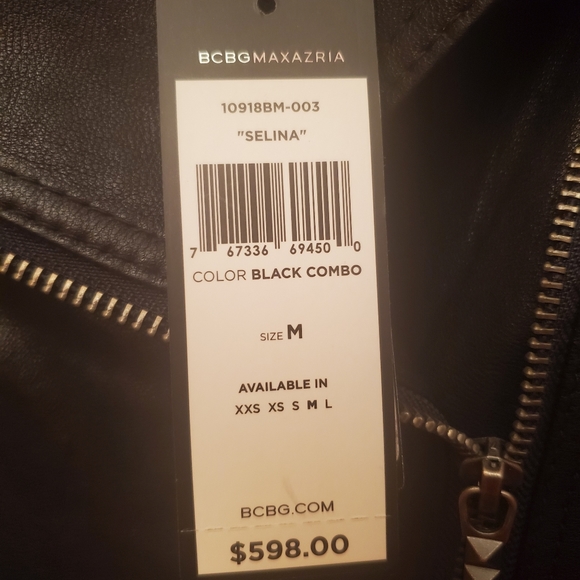 BCBGMAXAZRIA
10918BM-003
"SELINA"
7 67336 69450 0
COLOR BLACK COMBO
SIZE M
AVAILABLE IN
XXS XS S M L
BCBG.COM
$598.00